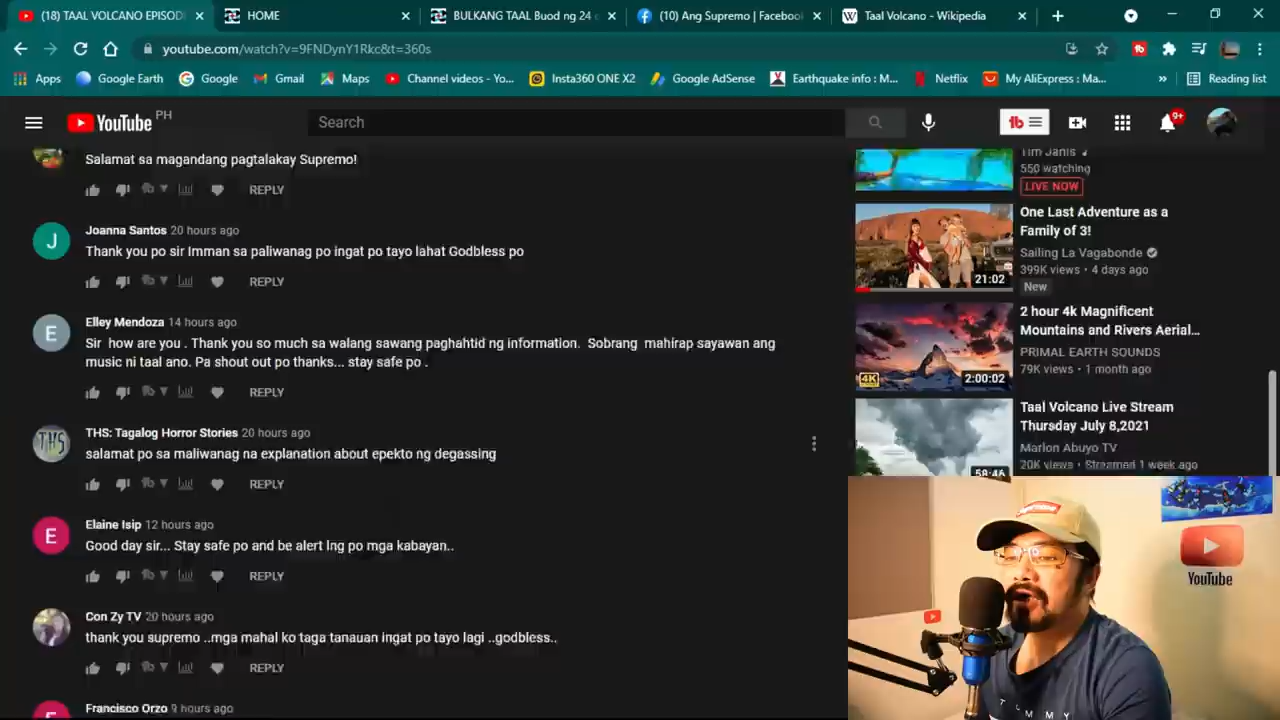 (18) TAAL VOLCANO EPISOD
HOME
BULKANG TAAL Buod ng 24
(10) Ang Supremo | Facebook
Taal Volcano - Wikipedia
youtube.com/watch?v=9FNDynY1Rkc&t=360s
Apps
Google Earth
Google
Gmail
Maps
Channel videos - Yo...
Insta360 ONE X2
Google AdSense
Earthquake info : M...
Netflix
My AliExpress : Ma...
»
Reading list
YouTube PH
Search
9+
Salamat sa magandang pagtalakay Supremo!
REPLY
J
Joanna Santos 20 hours ago
Thank you po sir Imman sa paliwanag po ingat po tayo lahat Godbless po
REPLY
E
Elley Mendoza 14 hours ago
Sir how are you . Thank you so much sa walang sawang paghahtid ng information. Sobrang mahirap sayawan ang
music ni taal ano. Pa shout out po thanks... stay safe po .
REPLY
THS
THS: Tagalog Horror Stories 20 hours ago
salamat po sa maliwanag na explanation about epekto ng degassing
REPLY
E
Elaine Isip 12 hours ago
Good day sir... Stay safe po and be alert lng po mga kabayan..
REPLY
Con Zy TV 20 hours ago
thank you supremo ..mga mahal ko taga tanauan ingat po tayo lagi ..godbless..
REPLY
Francisco Orzo 9 hours ago
Tim Janis
550 watching
LIVE NOW
21:02
One Last Adventure as a
Family of 3!
Sailing La Vagabonde
399K views • 4 days ago
New
4K
2:00:02
2 hour 4k Magnificent
Mountains and Rivers Aerial...
PRIMAL EARTH SOUNDS
79K views • 1 month ago
58:46
Taal Volcano Live Stream
Thursday July 8,2021
Marlon Abuyo TV
20K views • Streamed 1 week ago
YouTube